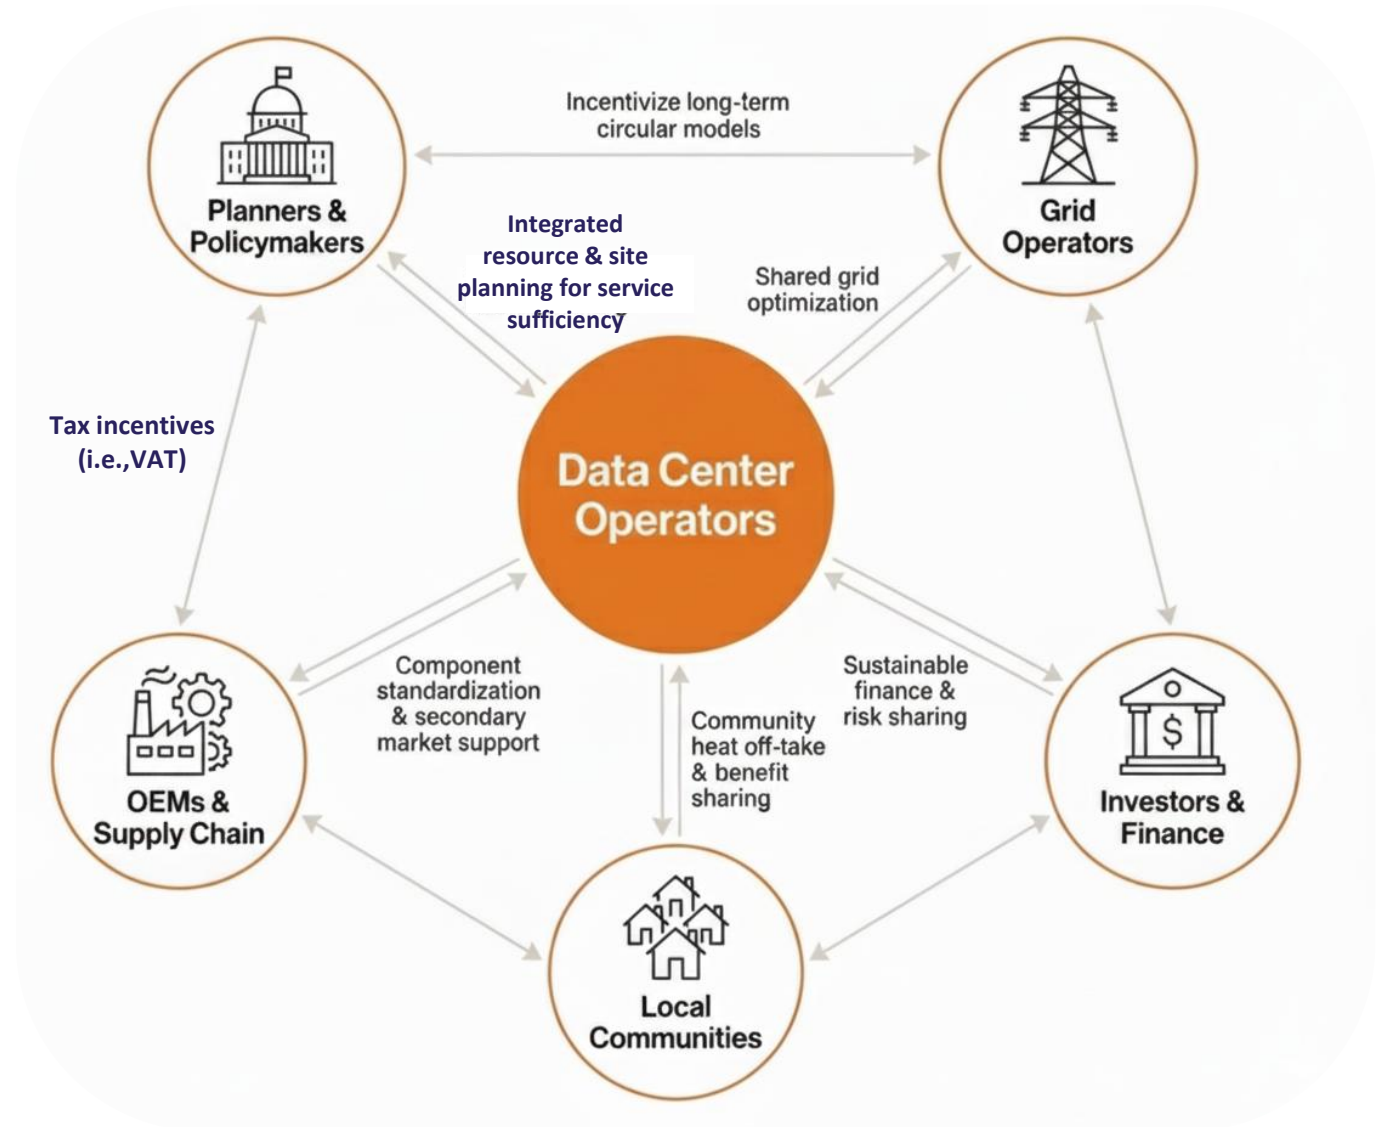 Incentivize long-term
circular models
Planners &
Policymakers
Grid
Operators
Integrated
resource & site
planning for service
sufficiency
Shared grid
optimization
Tax incentives
(i.e.,VAT)
Data Center
Operators
Component
standardization
& secondary
market support
Community
heat off-take
& benefit
sharing
Sustainable
finance &
risk sharing
OEMs &
Supply Chain
$
Investors &
Finance
Local
Communities